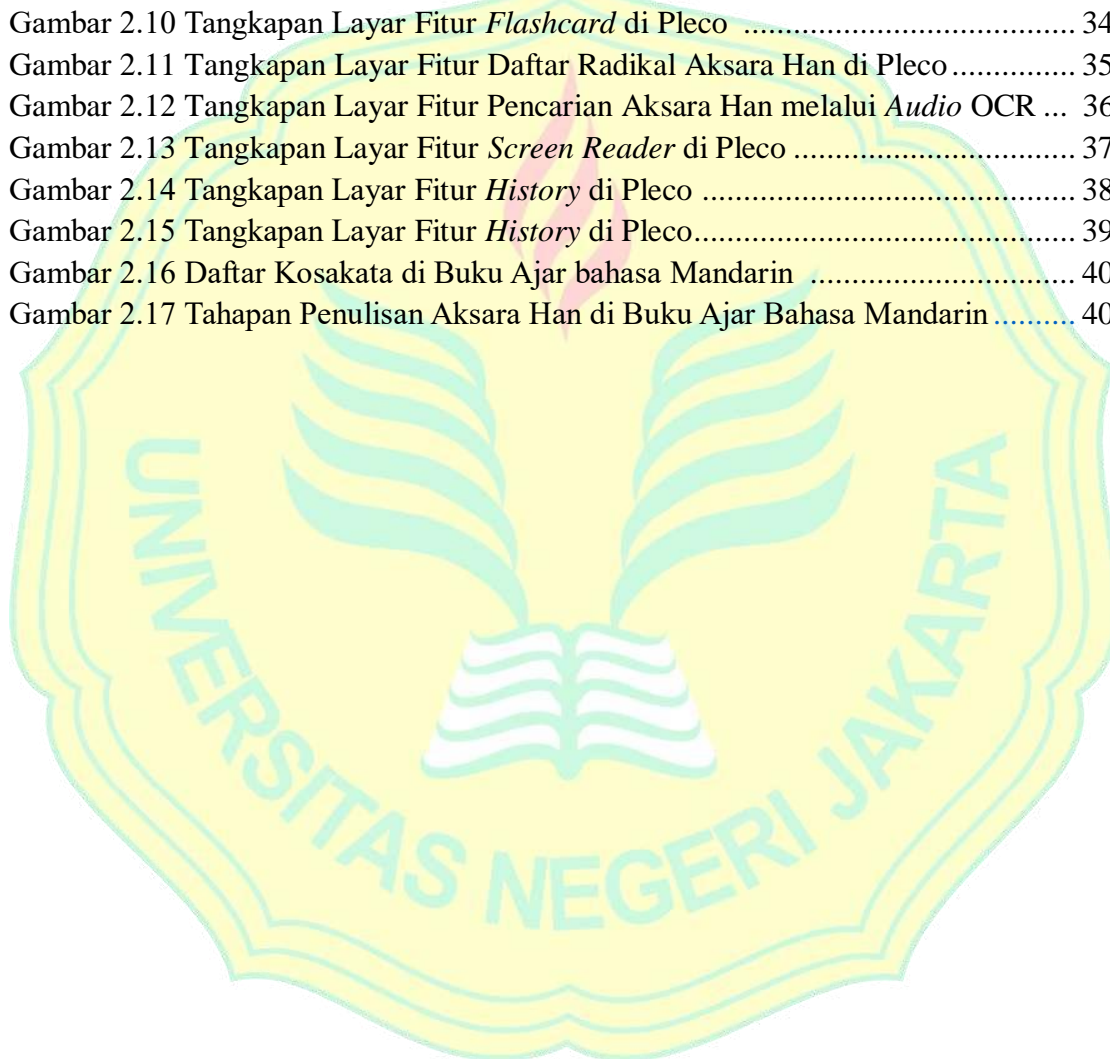 Gambar 2.10 Tangkapan Layar Fitur Flashcard di Pleco .................................... 34
Gambar 2.11 Tangkapan Layar Fitur Daftar Radikal Aksara Han di Pleco .............. 35
Gambar 2.12 Tangkapan Layar Fitur Pencarian Aksara Han melalui Audio OCR ... 36
Gambar 2.13 Tangkapan Layar Fitur Screen Reader di Pleco ............................... 37
Gambar 2.14 Tangkapan Layar Fitur History di Pleco ......................................... 38
Gambar 2.15 Tangkapan Layar Fitur History di Pleco.......................................... 39
Gambar 2.16 Daftar Kosakata di Buku Ajar bahasa Mandarin ............................. 40
Gambar 2.17 Tahapan Penulisan Aksara Han di Buku Ajar Bahasa Mandarin .......... 40
UNIVERSITAS NEGERI JAKARTA